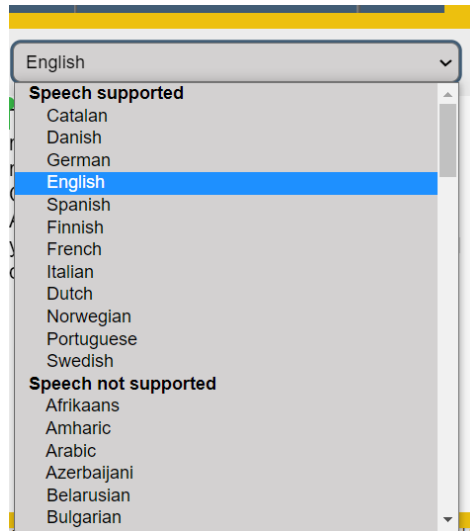 English
Speech supported
Catalan
Danish
German
English
Spanish
Finnish
French
Italian
Dutch
Norwegian
Portuguese
Swedish
Speech not supported
Afrikaans
Amharic
Arabic
Azerbaijani
Belarusian
Bulgarian